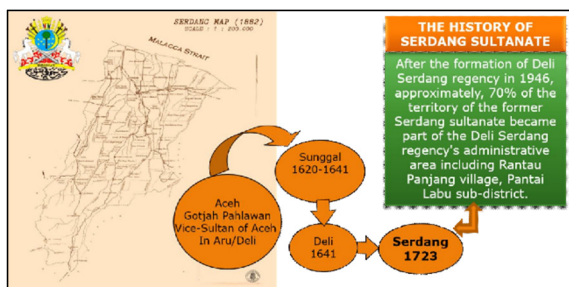 SERDANG MAP (1882)
SCALE : 1 : 200.000
MALACCA STRAIT
THE HISTORY OF
SERDANG SULTANATE
After the formation of Deli
Serdang regency in 1946,
approximately, 70% of the
territory of the former
Serdang sultanate became
part of the Deli Serdang
regency's administrative
area including Rantau
Panjang village, Pantai
Labu sub-district.
Sunggal
1620-1641
Aceh
Gotjah Pahlawan
Vice-Sultan of Aceh
In Aru/Deli
Deli
1641
Serdang
1723